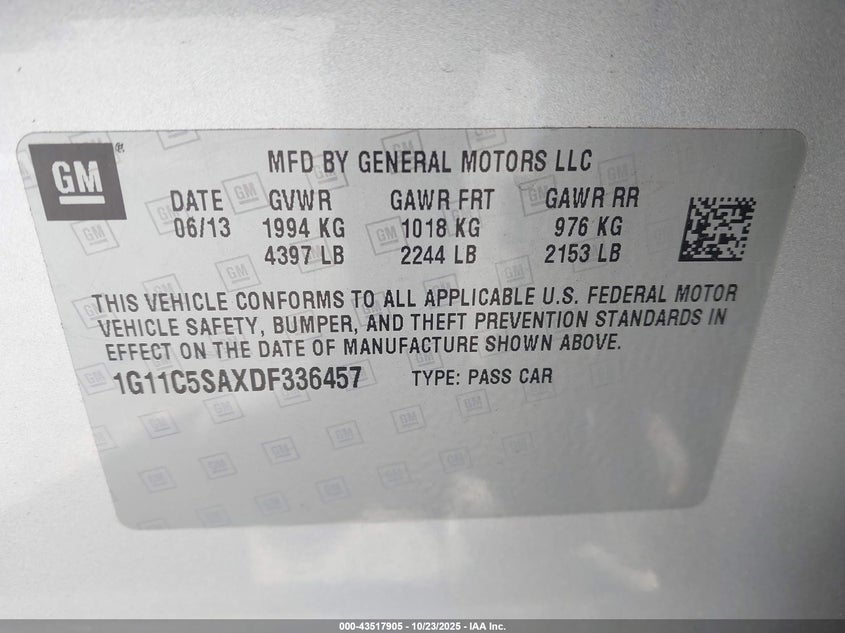 GM
MFD BY GENERAL MOTORS LLC
DATE GVWR GAWR FRT GAWR RR
06/13 1994 KG 1018 KG 976 KG
4397 LB 2244 LB 2153 LB
THIS VEHICLE CONFORMS TO ALL APPLICABLE U.S. FEDERAL MOTOR
VEHICLE SAFETY, BUMPER, AND THEFT PREVENTION STANDARDS IN
EFFECT ON THE DATE OF MANUFACTURE SHOWN ABOVE.
1G11C5SAXDF336457 TYPE: PASS CAR
000-43517905 - 10/23/2025 - IAA Inc.